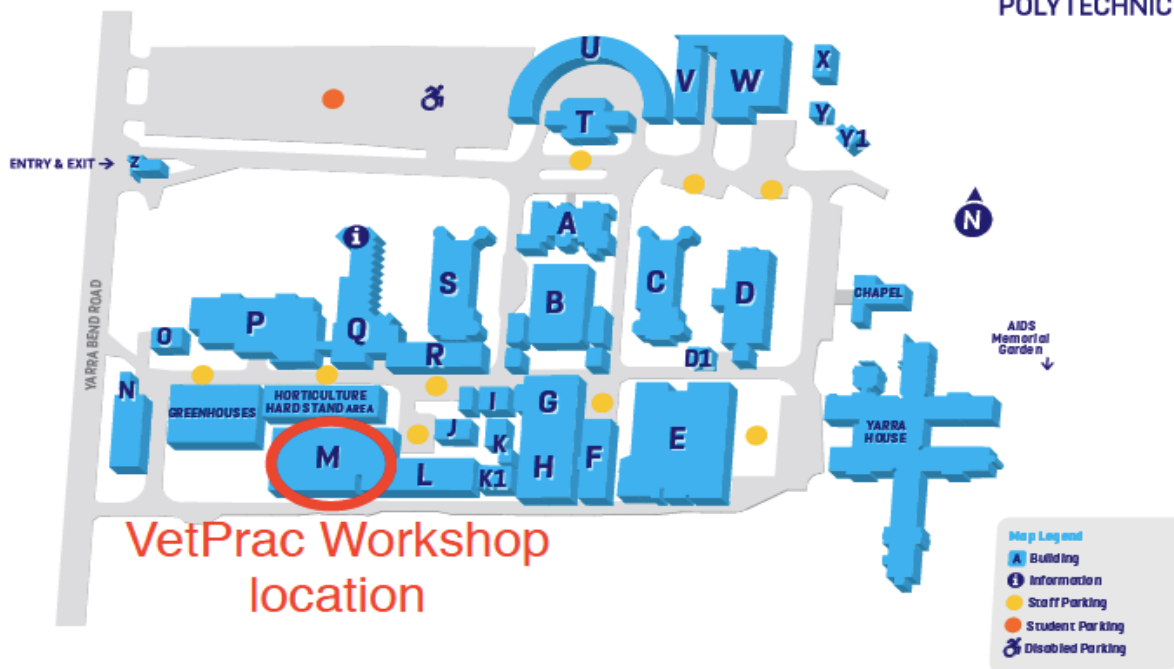 POLYTECHNIC
U
V
W
X
T
Y
Y1
ENTRY & EXIT →
Z
A
N
i
S
B
C
D
CHAPEL
YARRA BEND ROAD
O
P
Q
R
D1
AIDS
Memorial
Garden
N
GREENHOUSES
HORTICULTURE
HARD STAND AREA
I
G
J
K
E
YARRA
HOUSE
M
L
K1
H
F
VetPrac Workshop
location
Map Legend
A Building
i Information
Staff Parking
Student Parking
Disabled Parking